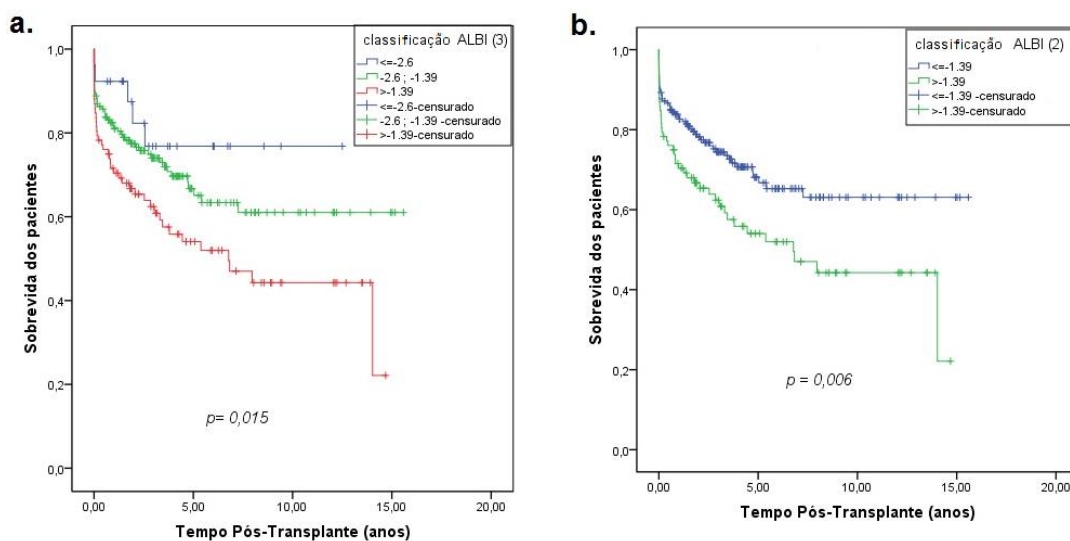 a.
classificação ALBI (3)
<=-2.6
-2.6 ; -1.39
>-1.39
<=-2.6-censurado
-2.6 ; -1.39 -censurado
>-1.39-censurado
Sobrevida dos pacientes
1,0
0,8
0,6
0,4
0,2
0,0
p= 0,015
0,00 5,00 10,00 15,00 20,00
Tempo Pós-Transplante (anos)
b.
classificação ALBI (2)
<=-1.39
>-1.39
<=-1.39 -censurado
>-1.39-censurado
Sobrevida dos pacientes
1,0
0,8
0,6
0,4
0,2
0,0
p = 0,006
0,00 5,00 10,00 15,00 20,00
Tempo Pós-Transplante (anos)